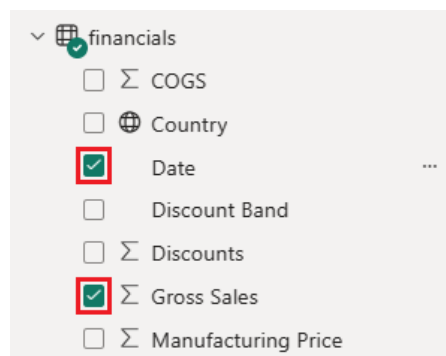 financials
COGS
Country
Date
Discount Band
Discounts
Gross Sales
Manufacturing Price